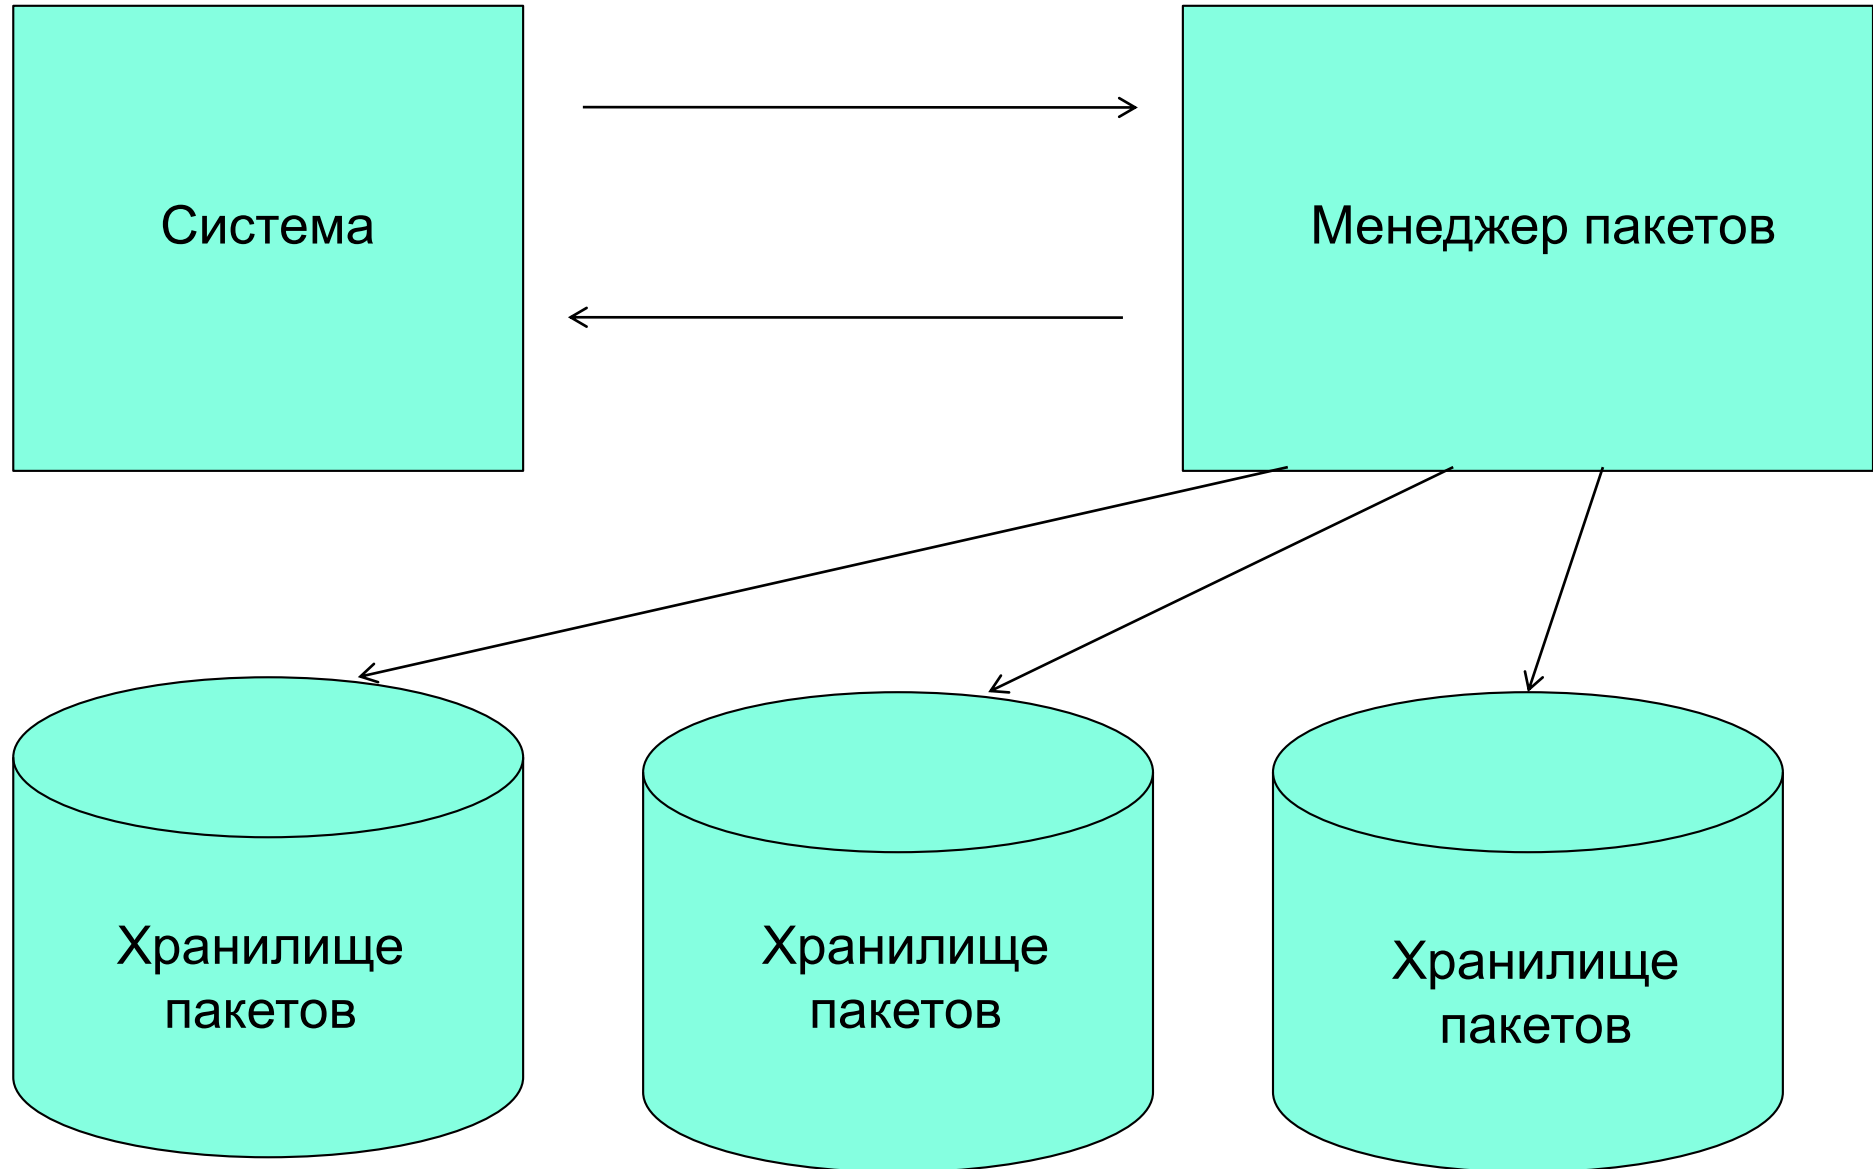 Система
Менеджер пакетов
Хранилище
пакетов
Хранилище
пакетов
Хранилище
пакетов